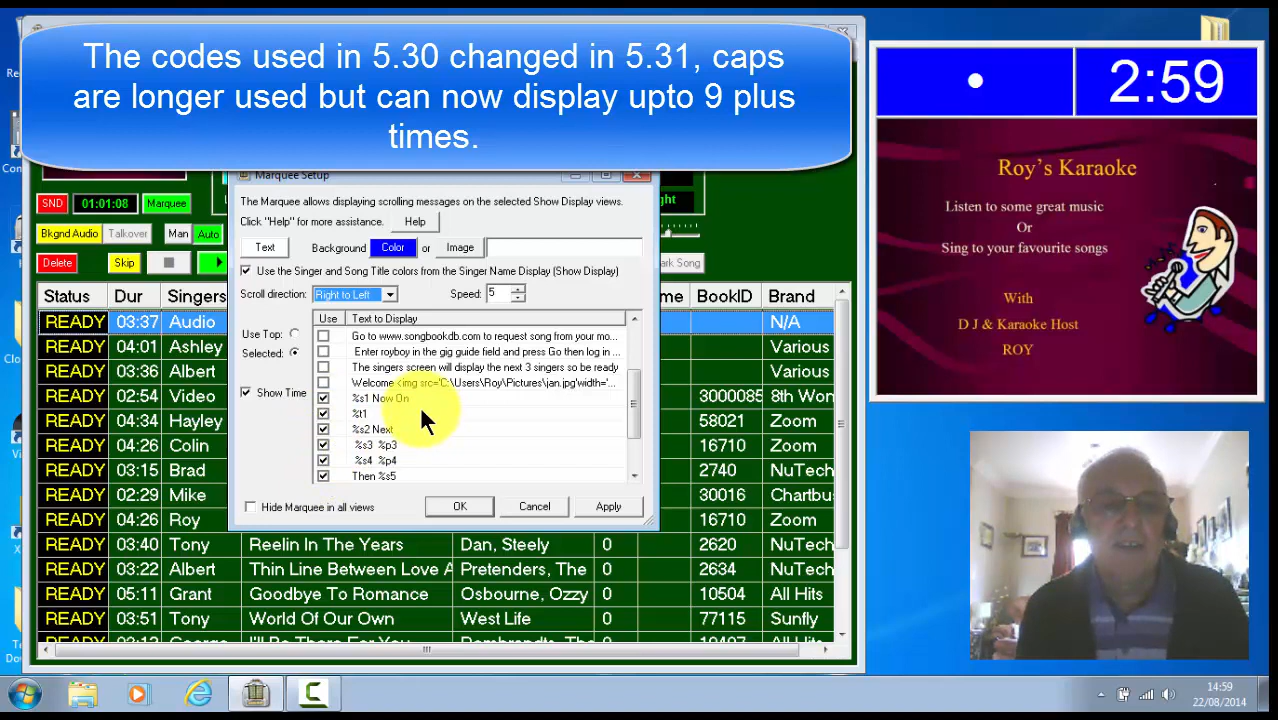 The codes used in 5.30 changed in 5.31, caps
are longer used but can now display upto 9 plus
times.
2:59
Roy's Karaoke
Listen to some great music
Or
Sing to your favourite songs
With
D J & Karaoke Host
ROY
Marquee Setup
The Marquee allows displaying scrolling messages on the selected Show Display views.
Click "Help" for more assistance. Help
Text Background Color or Image
Use the Singer and Song Title colors from the Singer Name Display (Show Display)
Scroll direction: Right to Left Speed: 5
Use Text to Display
Use Top:
Selected:
Show Time
Go to www.songbookdb.com to request song from your mo...
Enter royboy in the gig guide field and press Go then log in ...
The singers screen will display the next 3 singers so be ready
Welcome <img src='C:\Users\Roy\Pictures\jan.jpg'width='...
%s1 Now On
%t1
%s2 Next
%s3 %p3
%s4 %p4
Then %s5
Hide Marquee in all views OK Cancel Apply
SND 01:01:08 Marquee
Bkgnd Audio Talkover Man Auto
Delete Skip ark Song
Status Dur Singers me BookID Brand
READY 03:37 Audio N/A
READY 04:01 Ashley Various
READY 03:36 Albert Various
READY 02:54 Video 3000085 8th Won
READY 04:34 Hayley 58021 Zoom
READY 04:26 Colin 16710 Zoom
READY 03:15 Brad 2740 NuTech
READY 02:29 Mike 30016 Chartbus
READY 04:26 Roy 16710 Zoom
READY 03:40 Tony Reelin In The Years Dan, Steely 0 2620 NuTech
READY 03:22 Albert Thin Line Between Love A Pretenders, The 0 2634 NuTech
READY 05:11 Grant Goodbye To Romance Osbourne, Ozzy 0 10504 All Hits
READY 03:51 Tony World Of Our Own West Life 0 77115 Sunfly
14:59
22/08/2014